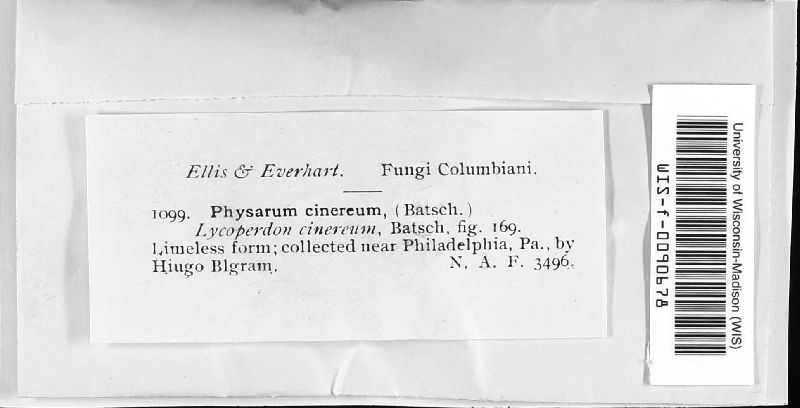 Ellis & Everhart. Fungi Columbiani.
1099. Physarum cinereum, (Batsch.)
Lycoperdon cinereum, Batsch, fig. 169.
Limeless form; collected near Philadelphia, Pa., by
Hiugo Blgram. N. A. F. 3496.
University of Wisconsin-Madison (WIS)
WIS-f-0090678